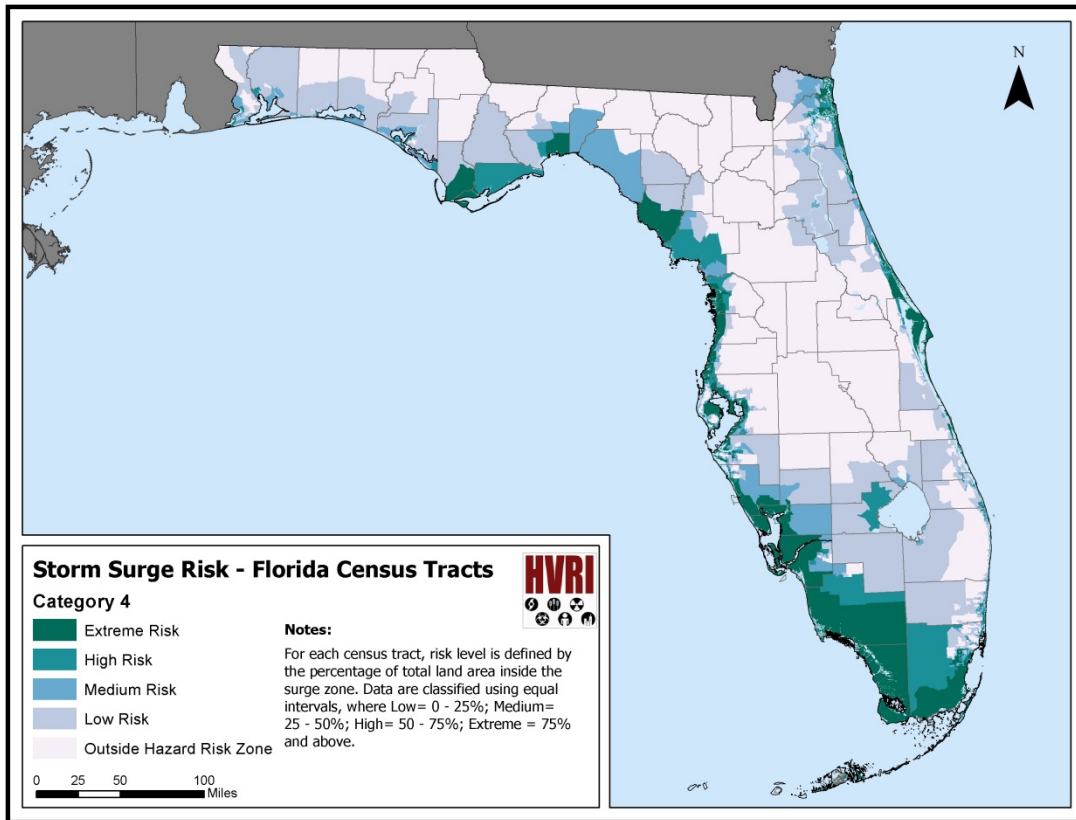 N
Storm Surge Risk - Florida Census Tracts
Category 4
Extreme Risk
High Risk
Medium Risk
Low Risk
Outside Hazard Risk Zone
0 25 50 100
Miles
HVRI
Notes:
For each census tract, risk level is defined by
the percentage of total land area inside the
surge zone. Data are classified using equal
intervals, where Low= 0 - 25%; Medium=
25 - 50%; High= 50 - 75%; Extreme = 75%
and above.